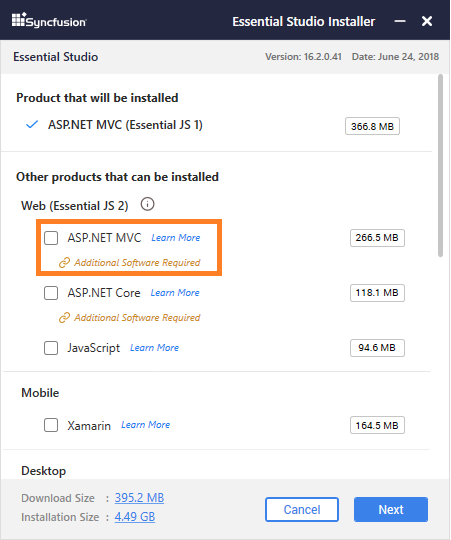 Syncfusion Essential Studio Installer
Essential Studio Version: 16.2.0.41 Date: June 24, 2018
Product that will be installed
ASP.NET MVC (Essential JS 1) 366.8 MB
Other products that can be installed
Web (Essential JS 2)
ASP.NET MVC Learn More 266.5 MB
Additional Software Required
ASP.NET Core Learn More 118.1 MB
Additional Software Required
JavaScript Learn More 94.6 MB
Mobile
Xamarin Learn More 164.5 MB
Desktop
Download Size : 395.2 MB
Installation Size : 4.49 GB
Cancel Next